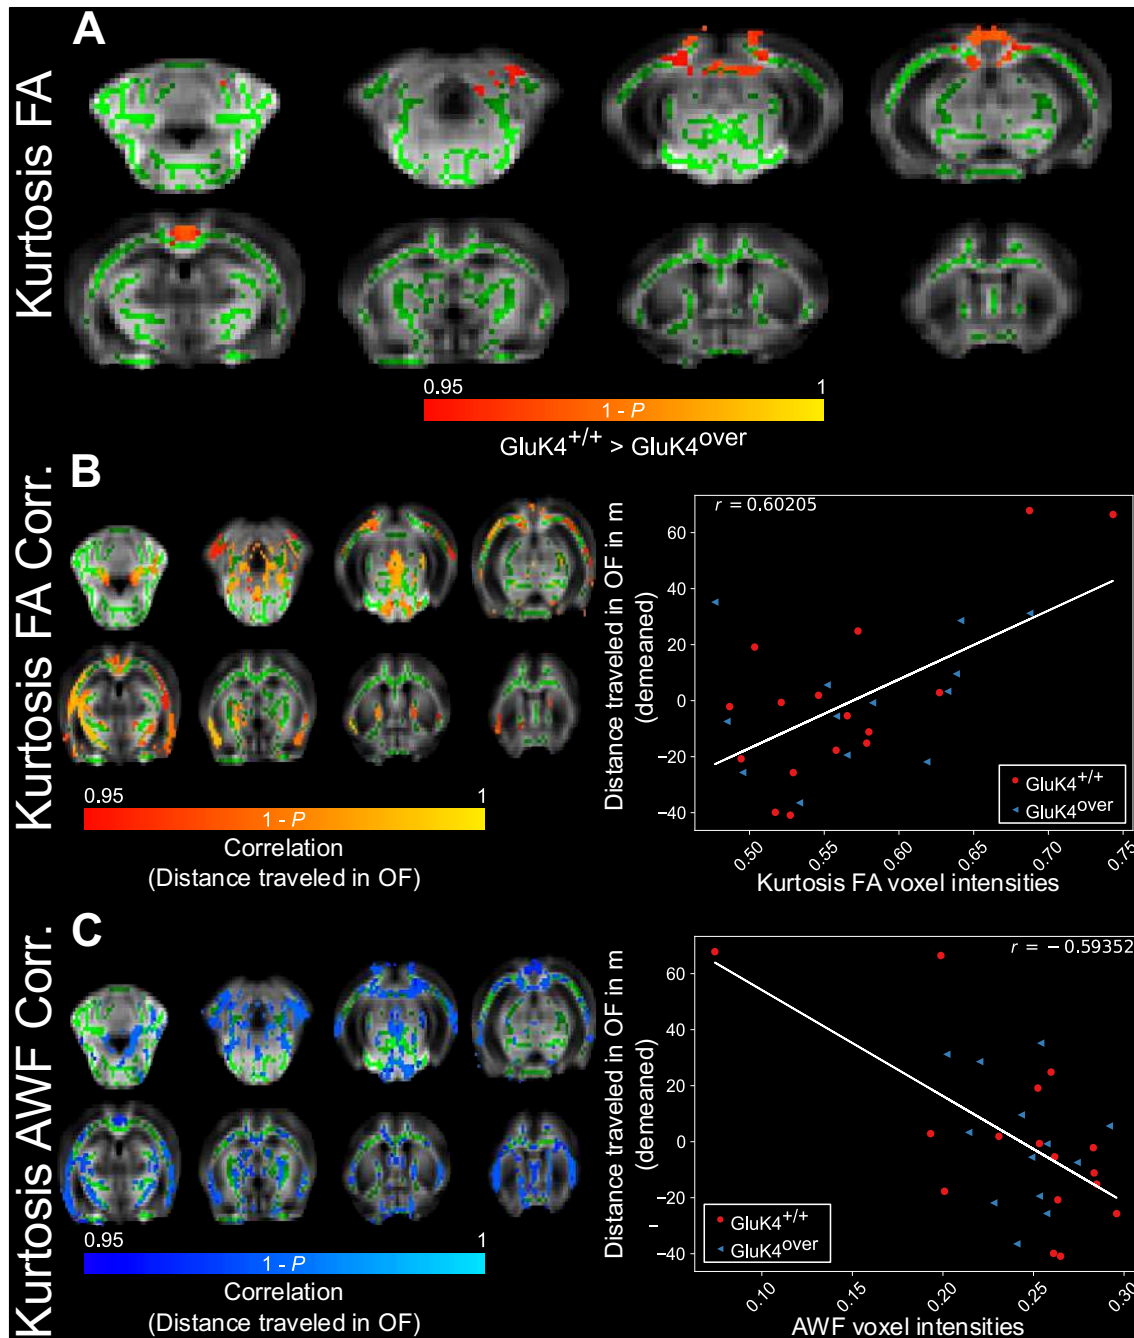 A
Kurtosis FA
0.95 1
1 - P
GluK4+/+ > GluK4over
B
Kurtosis FA Corr.
0.95 1
1 - P
Correlation
(Distance traveled in OF)
r = 0.60205
Distance traveled in OF in m
(demeaned)
60
40
20
0
−20
−40
GluK4+/+
GluK4over
0.50 0.55 0.60 0.65 0.70 0.75
Kurtosis FA voxel intensities
C
Kurtosis AWF Corr.
0.95 1
1 - P
Correlation
(Distance traveled in OF)
r = −0.59352
Distance traveled in OF in m
(demeaned)
60
40
20
0
−20
−40
GluK4+/+
GluK4over
0.10 0.15 0.20 0.25 0.30
AWF voxel intensities